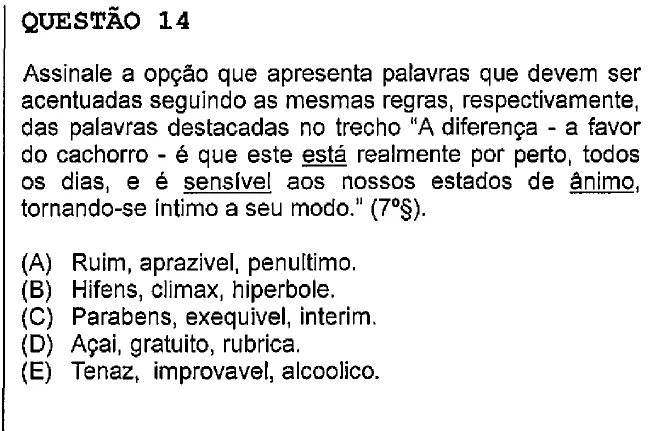 QUESTÃO 14
Assinale a opção que apresenta palavras que devem ser
acentuadas seguindo as mesmas regras, respectivamente,
das palavras destacadas no trecho "A diferença - a favor
do cachorro - é que este está realmente por perto, todos
os dias, e é sensível aos nossos estados de ânimo,
tornando-se íntimo a seu modo." (7º§).
(A) Ruim, aprazivel, penultimo.
(B) Hifens, climax, hiperbole.
(C) Parabens, exequivel, interim.
(D) Açai, gratuito, rubrica.
(E) Tenaz, improvavel, alcoolico.